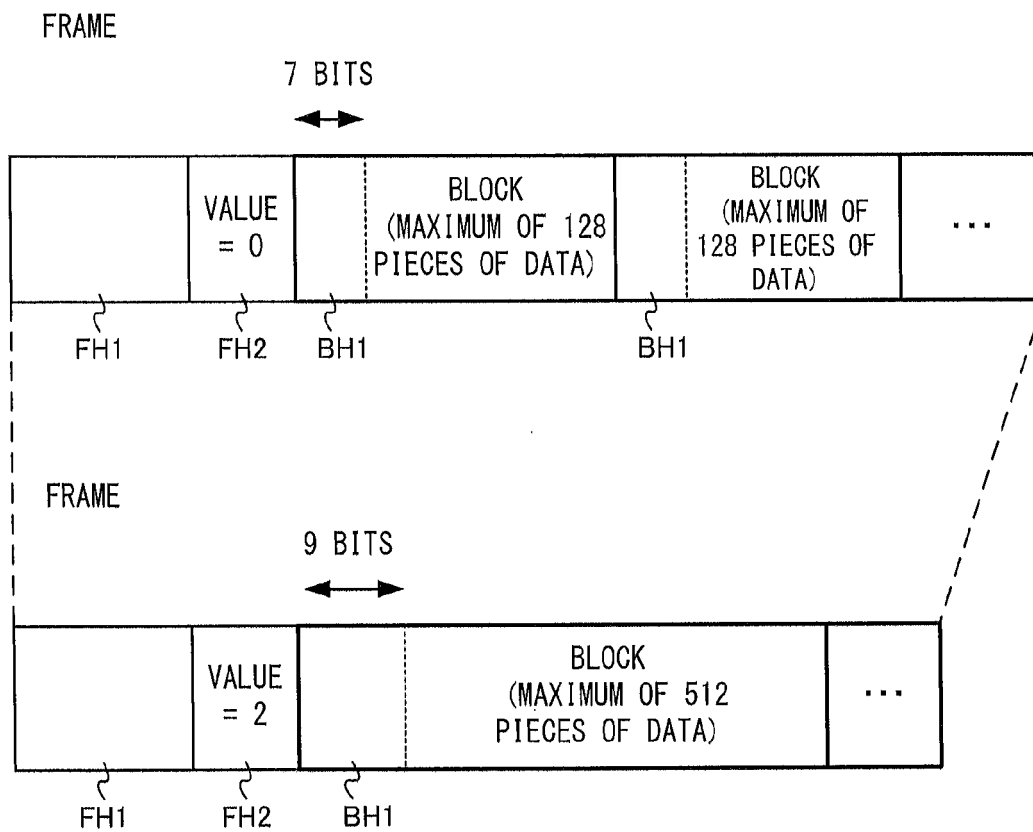 FRAME
7 BITS
VALUE
= 0
BLOCK
(MAXIMUM OF 128
PIECES OF DATA)
BLOCK
(MAXIMUM OF
128 PIECES OF
DATA)
...
FH1
FH2
BH1
BH1
FRAME
9 BITS
VALUE
= 2
BLOCK
(MAXIMUM OF 512
PIECES OF DATA)
...
FH1
FH2
BH1